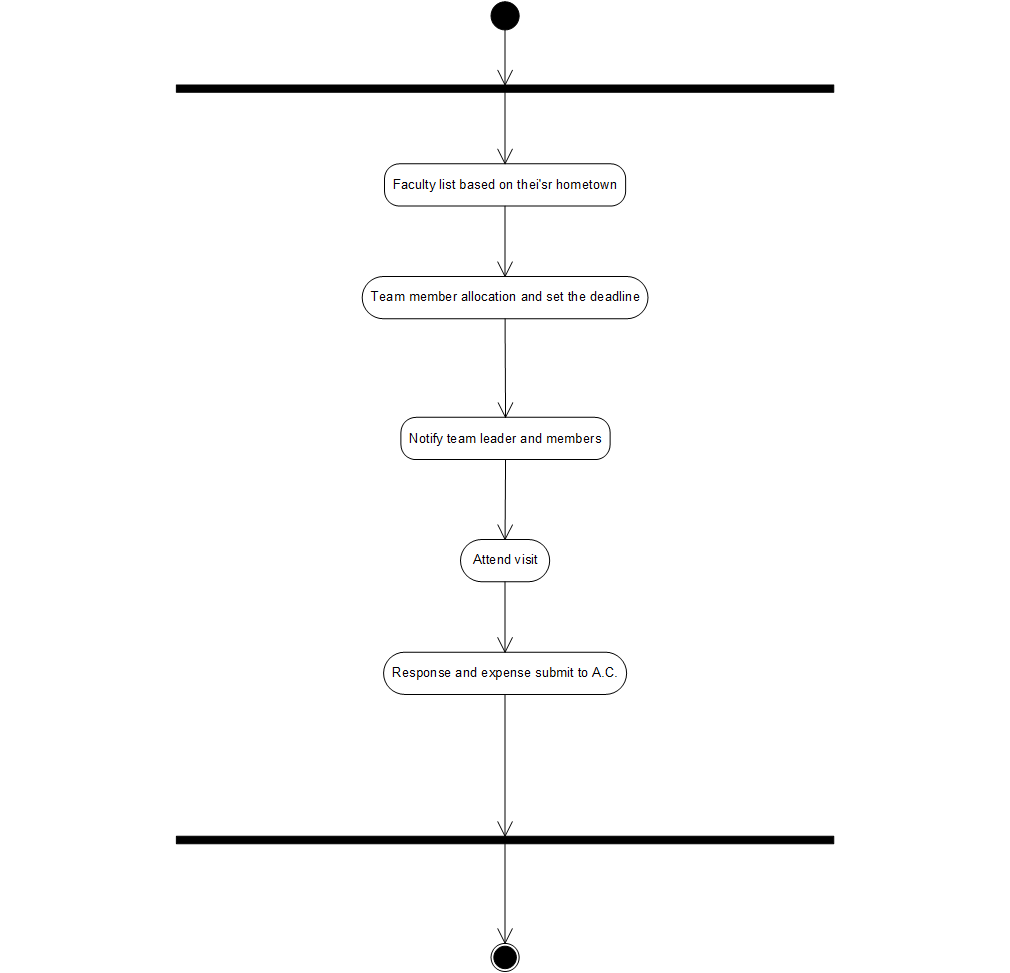 Faculty list based on thei'sr hometown
Team member allocation and set the deadline
Notify team leader and members
Attend visit
Response and expense submit to A.C.